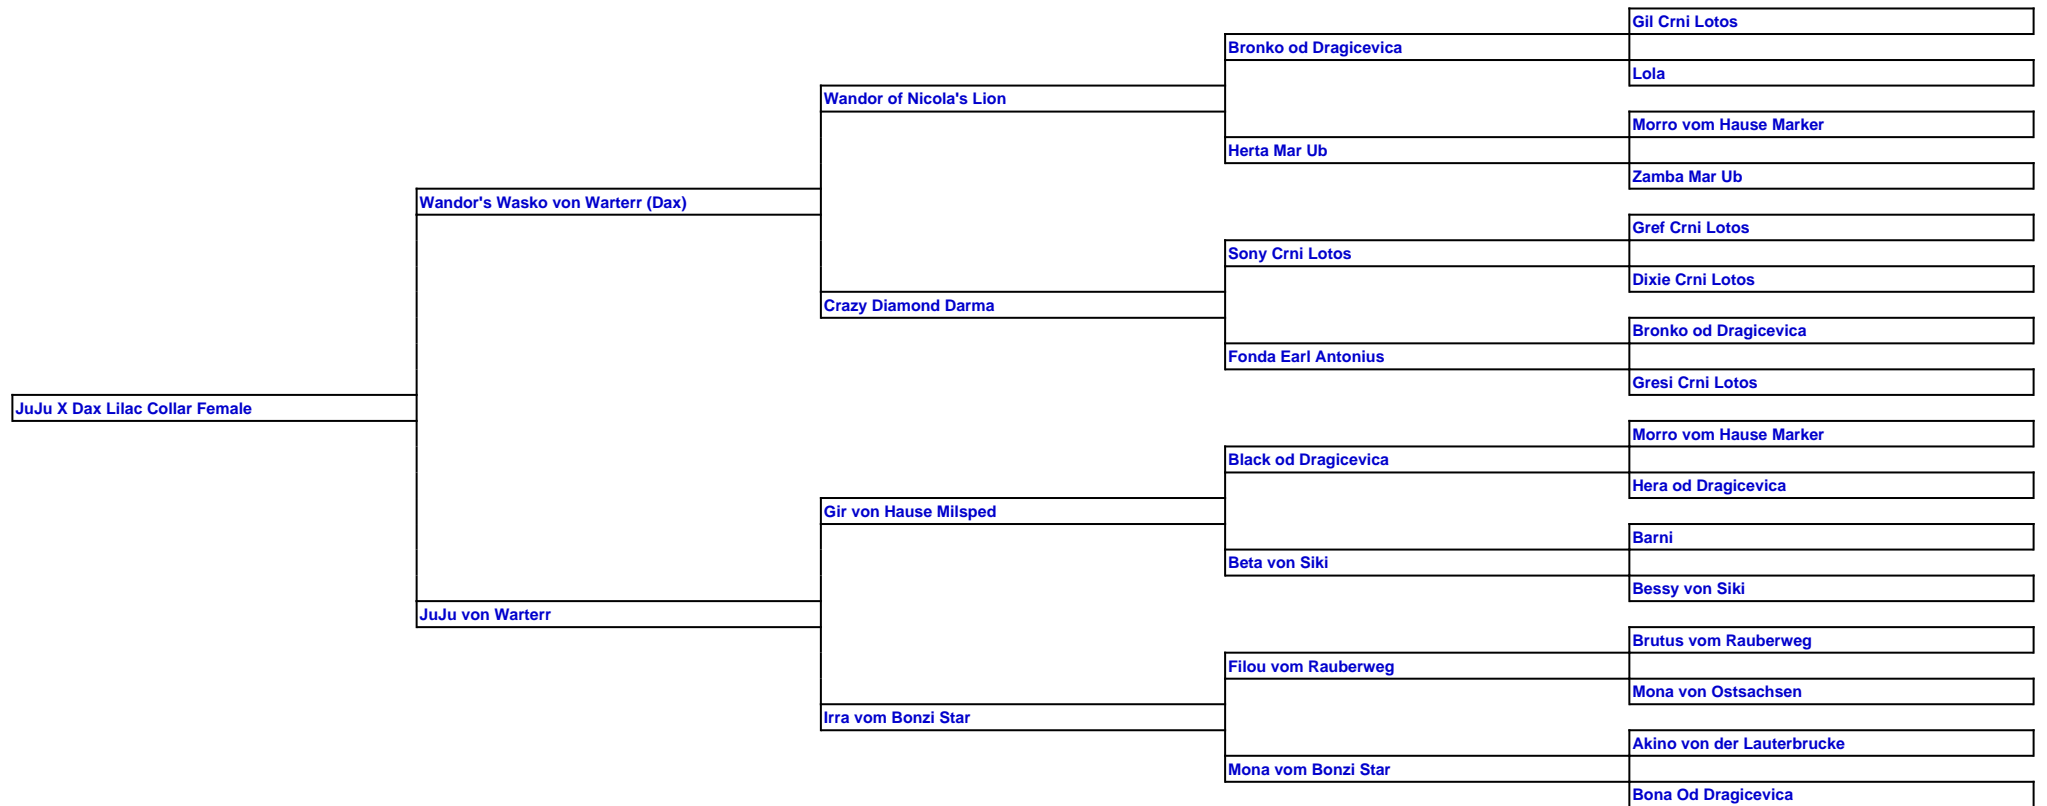 Gil Crni Lotos
Bronko od Dragicevica
Lola
Wandor of Nicola's Lion
Morro vom Hause Marker
Herta Mar Ub
Zamba Mar Ub
Wandor's Wasko von Warterr (Dax)
Gref Crni Lotos
Sony Crni Lotos
Dixie Crni Lotos
Crazy Diamond Darma
Bronko od Dragicevica
Fonda Earl Antonius
Gresi Crni Lotos
JuJu X Dax Lilac Collar Female
Morro vom Hause Marker
Black od Dragicevica
Hera od Dragicevica
Gir von Hause Milsped
Barni
Beta von Siki
Bessy von Siki
JuJu von Warterr
Brutus vom Rauberweg
Filou vom Rauberweg
Mona von Ostsachsen
Irra vom Bonzi Star
Akino von der Lauterbrucke
Mona vom Bonzi Star
Bona Od Dragicevica